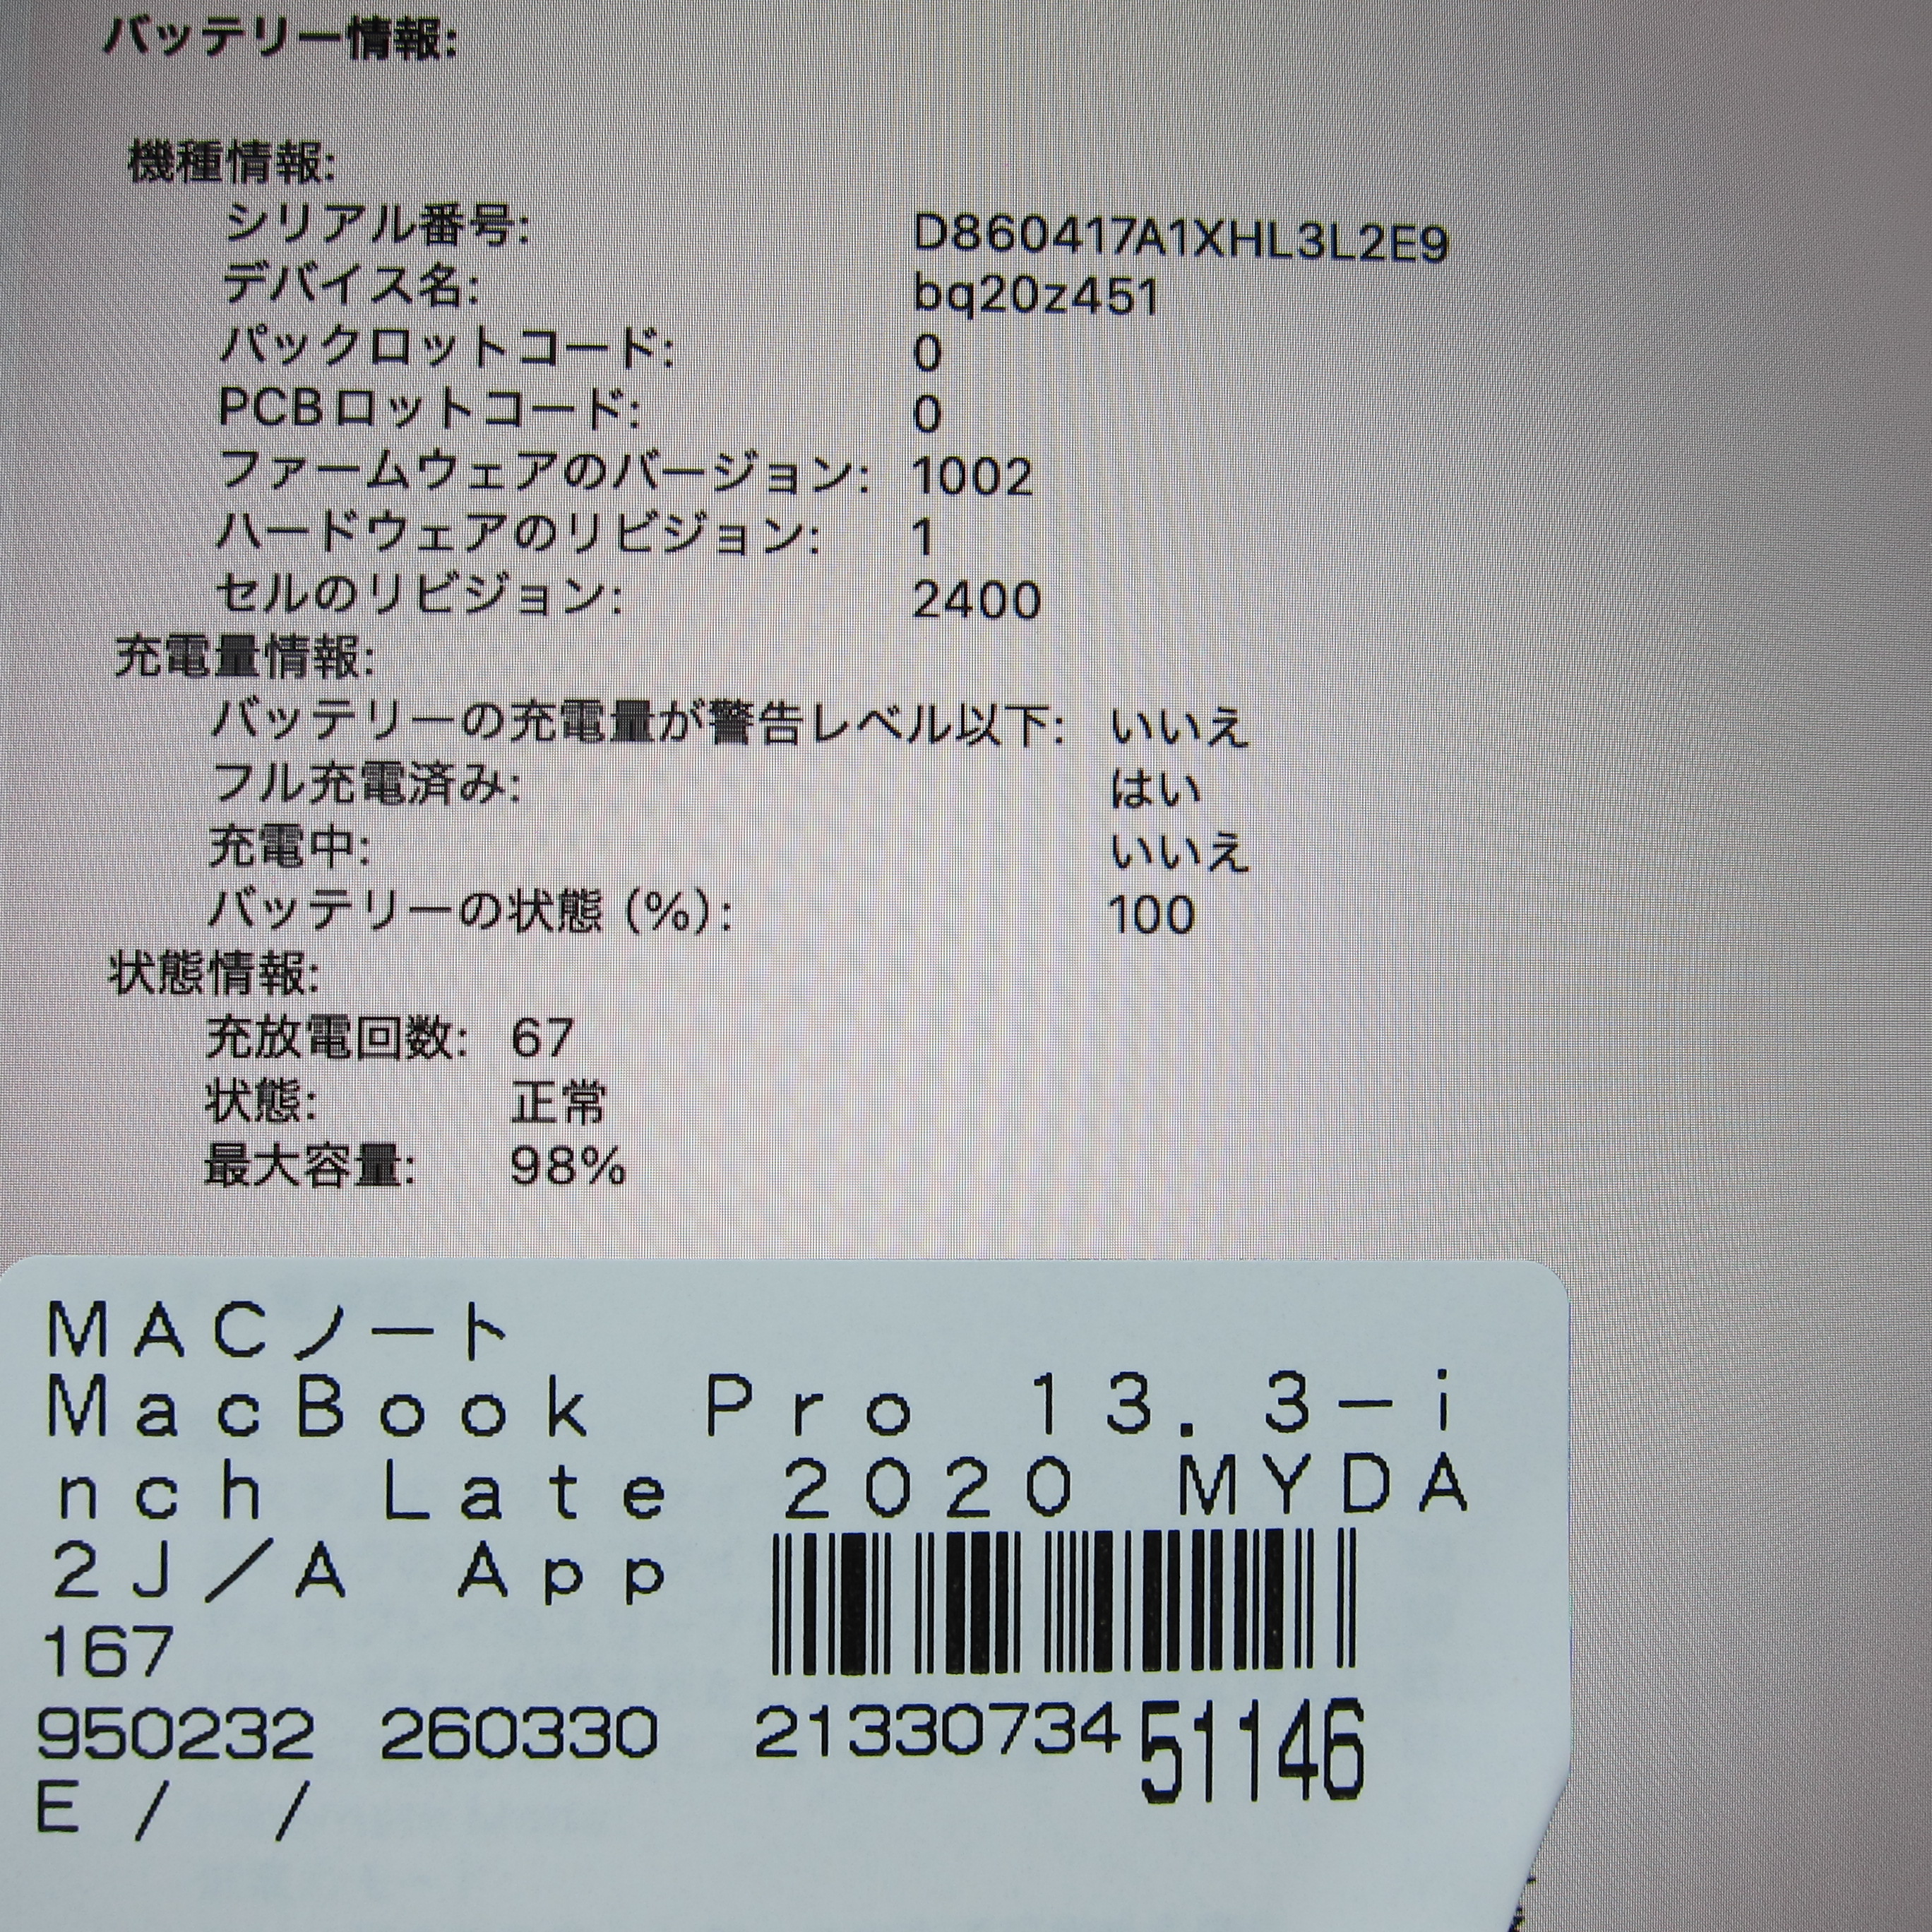 バッテリー情報:
機種情報:
シリアル番号: D860417A1XHL3L2E9
デバイス名: bq20z451
パックロットコード: 0
PCBロットコード: 0
ファームウェアのバージョン: 1002
ハードウェアのリビジョン: 1
セルのリビジョン: 2400
充電量情報:
バッテリーの充電量が警告レベル以下: いいえ
フル充電済み: はい
充電中: いいえ
バッテリーの状態 (%): 100
状態情報:
充放電回数: 67
状態: 正常
最大容量: 98%
MACノート
MacBook Pro 13.3-i
nch Late 2020 MYDA
2J/A App
167
950232 260330 21330734 51146
E / /